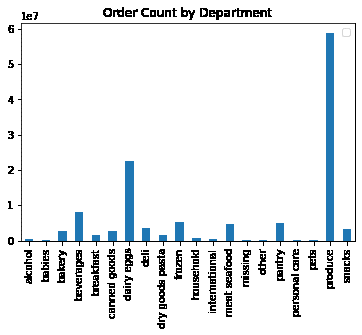 Order Count by Department
1e7
6
5
4
3
2
1
0
alcohol
babies
bakery
beverages
breakfast
canned goods
dairy eggs
deli
dry goods pasta
frozen
household
international
meat seafood
missing
other
pantry
personal care
pets
produce
snacks